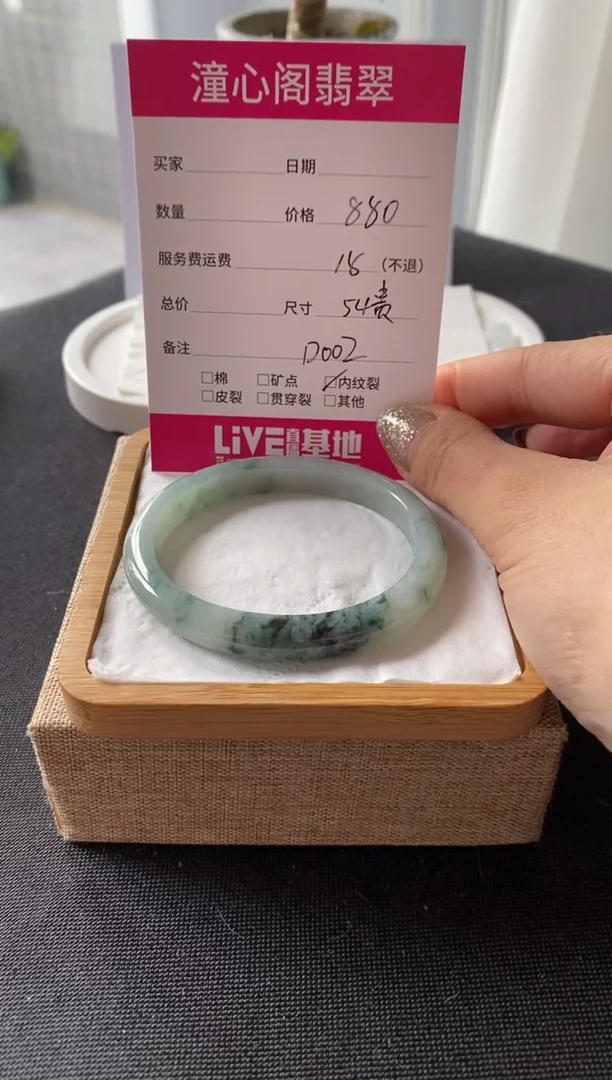 潼心阁翡翠
买家 日期
数量 价格 880
服务费运费 18 (不退)
总价 尺寸 54贵
备注 D002
□棉 □矿点 □内纹裂
□皮裂 □贯穿裂 □其他
LiVE 直播基地